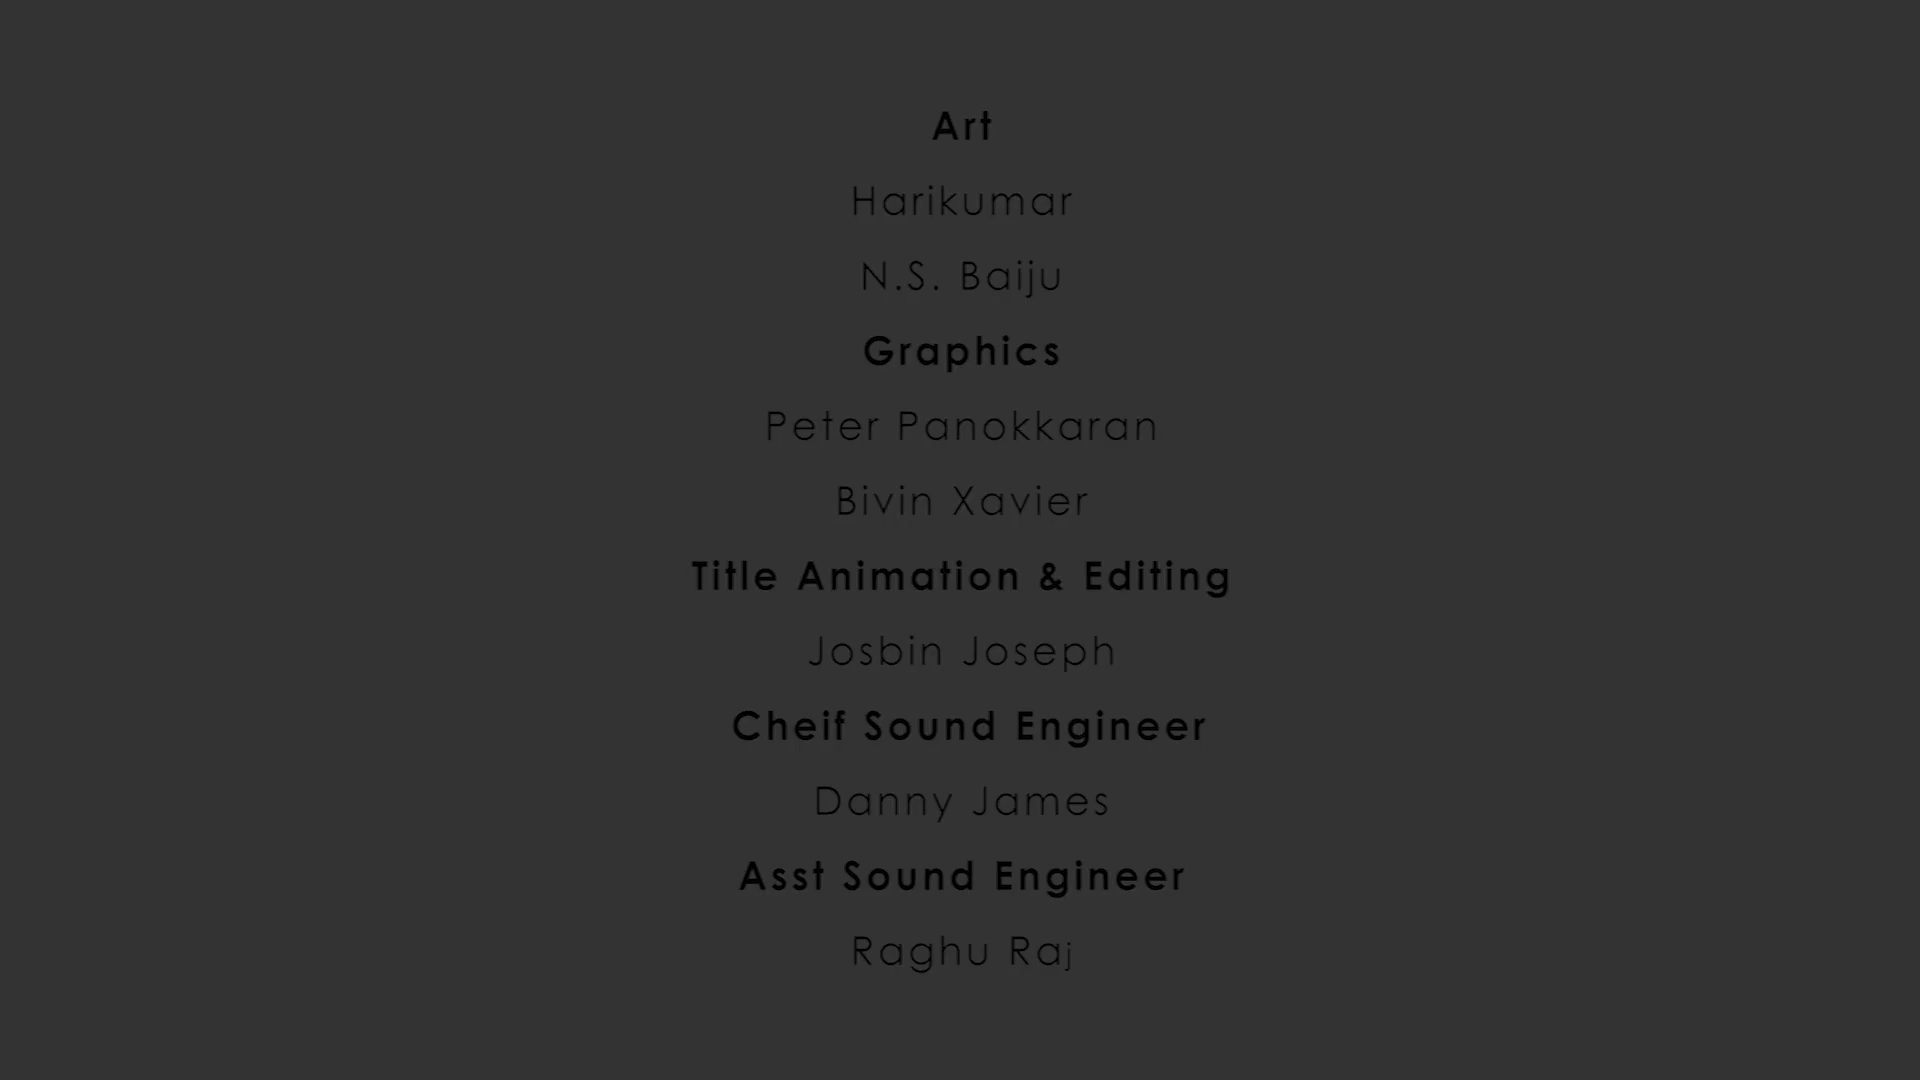 Art
Harikumar
N.S. Baiju
Graphics
Peter Panokkaran
Bivin Xavier
Title Animation & Editing
Josbin Joseph
Cheif Sound Engineer
Danny James
Asst Sound Engineer
Raghu Raj